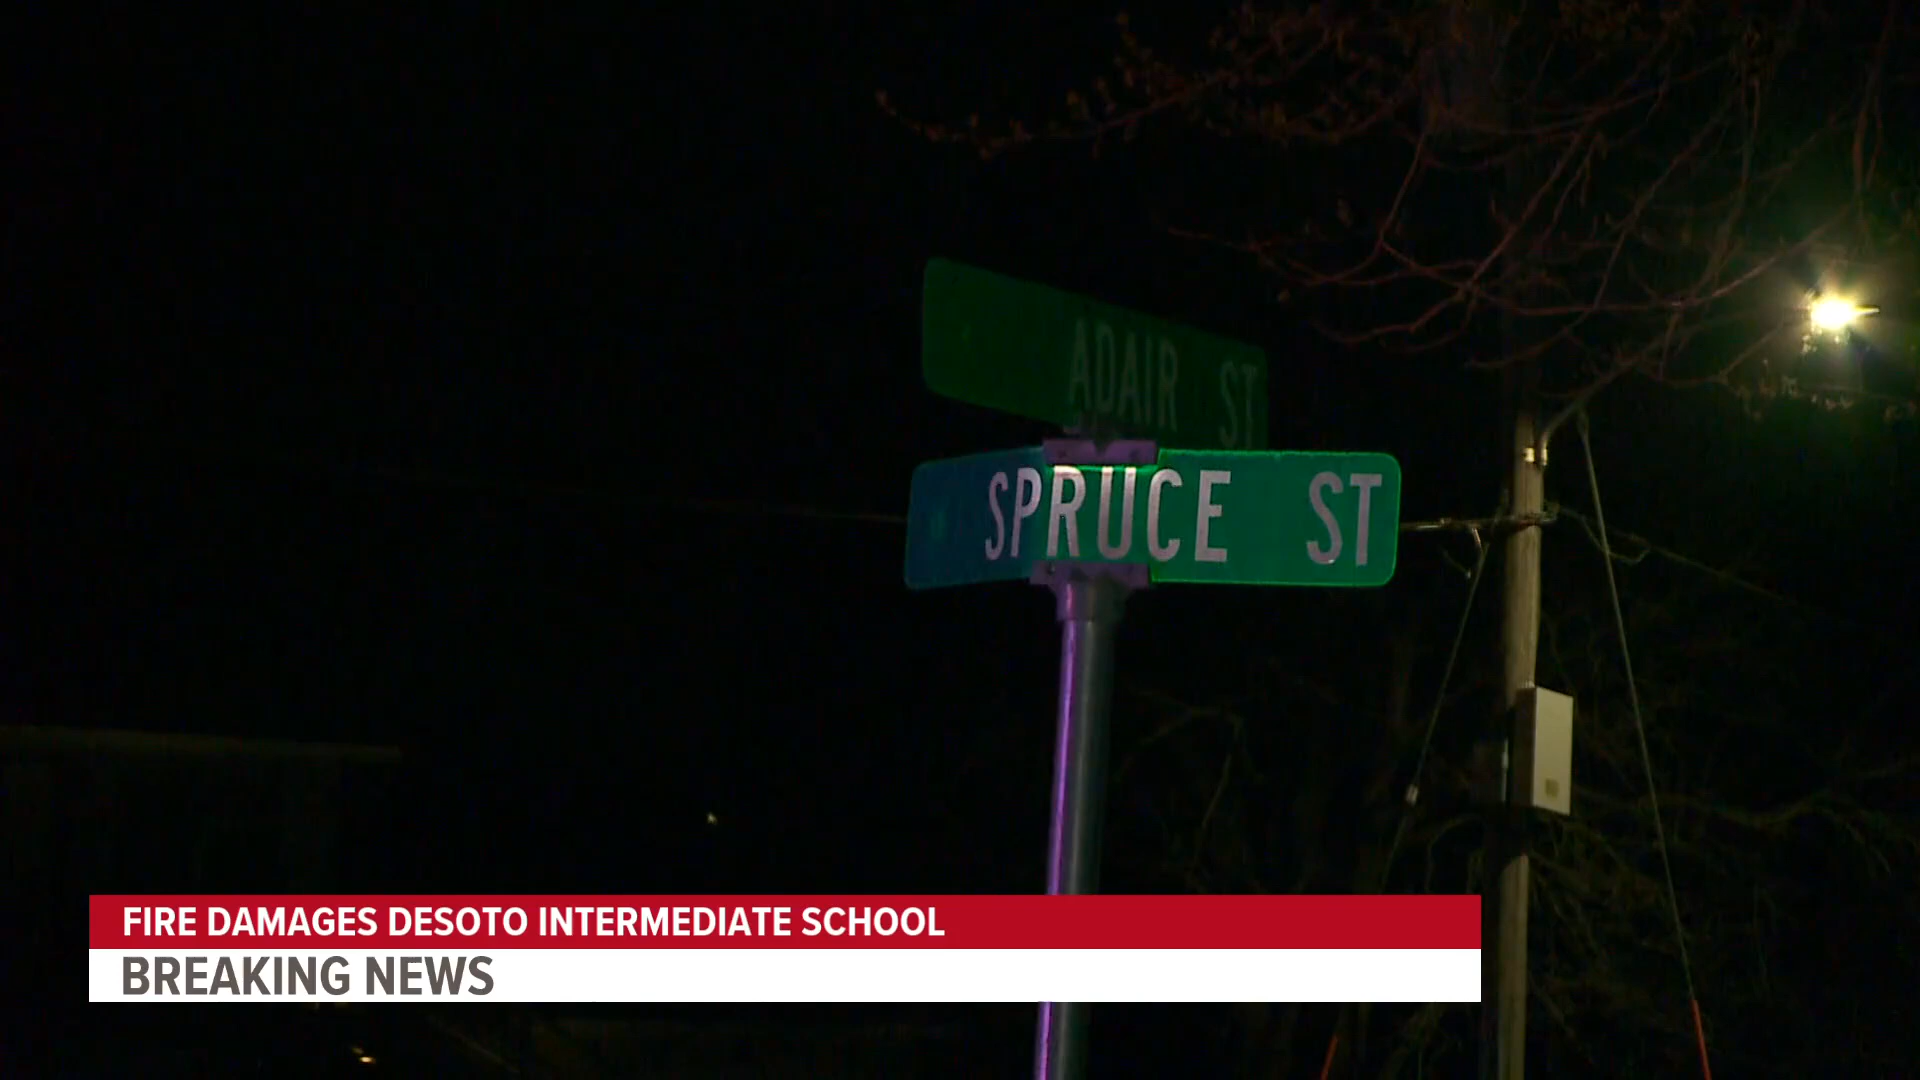 ADAIR ST
SPRUCE ST
FIRE DAMAGES DESOTO INTERMEDIATE SCHOOL
BREAKING NEWS